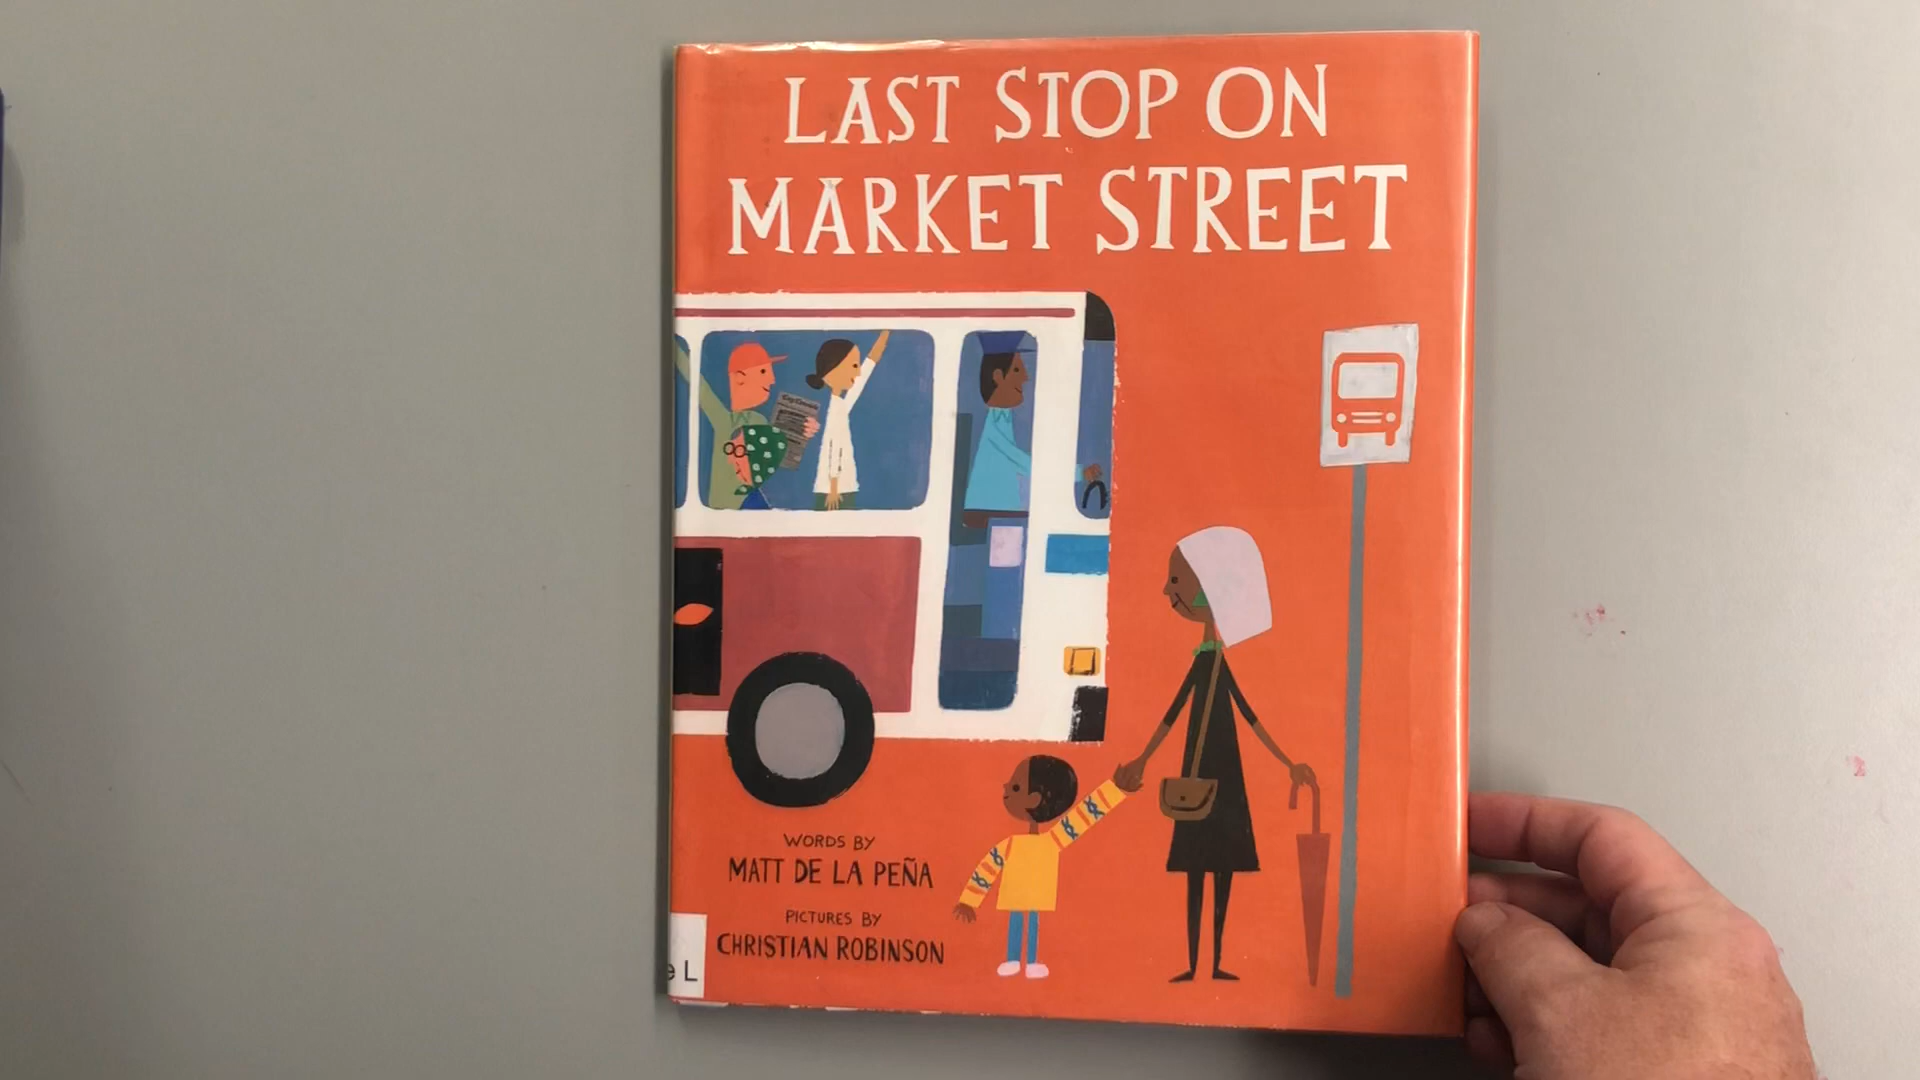 LAST STOP ON
MARKET STREET
WORDS BY
MATT DE LA PEÑA
PICTURES BY
CHRISTIAN ROBINSON
e L